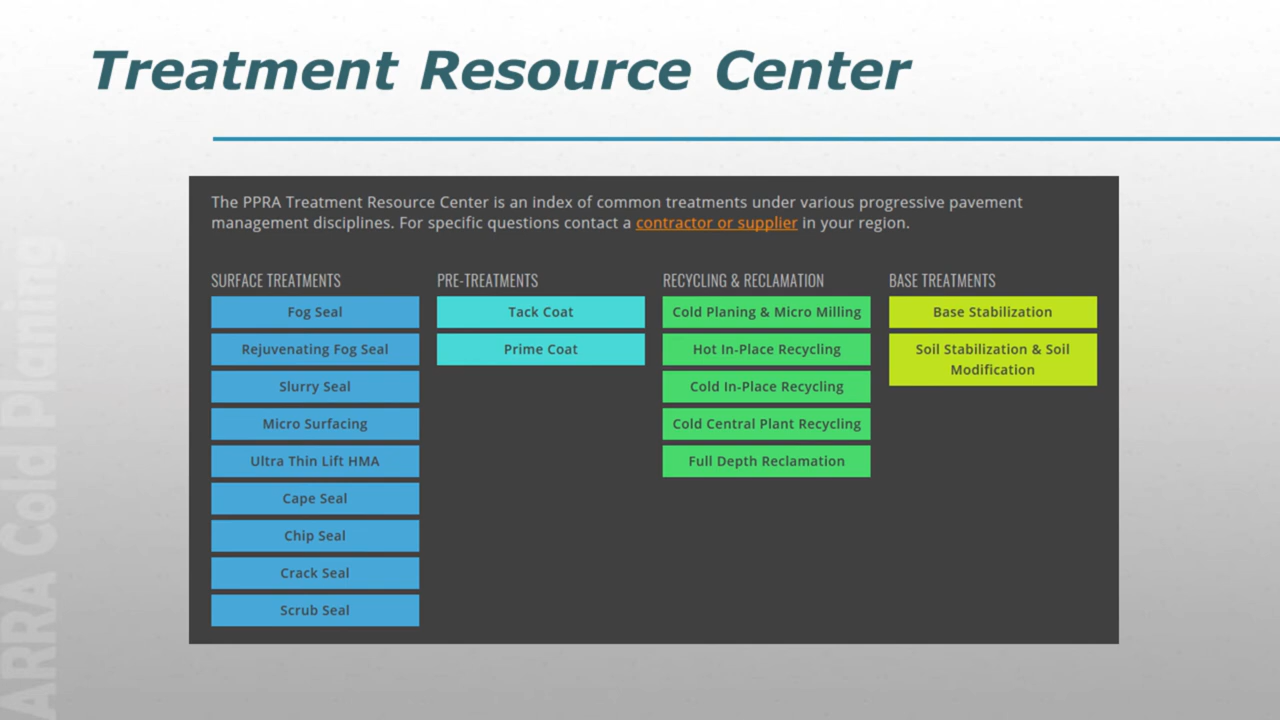 Treatment Resource Center
The PPRA Treatment Resource Center is an index of common treatments under various progressive pavement
management disciplines. For specific questions contact a contractor or supplier in your region.
SURFACE TREATMENTS
Fog Seal
Rejuvenating Fog Seal
Slurry Seal
Micro Surfacing
Ultra Thin Lift HMA
Cape Seal
Chip Seal
Crack Seal
Scrub Seal
PRE-TREATMENTS
Tack Coat
Prime Coat
RECYCLING & RECLAMATION
Cold Planing & Micro Milling
Hot In-Place Recycling
Cold In-Place Recycling
Cold Central Plant Recycling
Full Depth Reclamation
BASE TREATMENTS
Base Stabilization
Soil Stabilization & Soil
Modification
ARRA Cold Planing